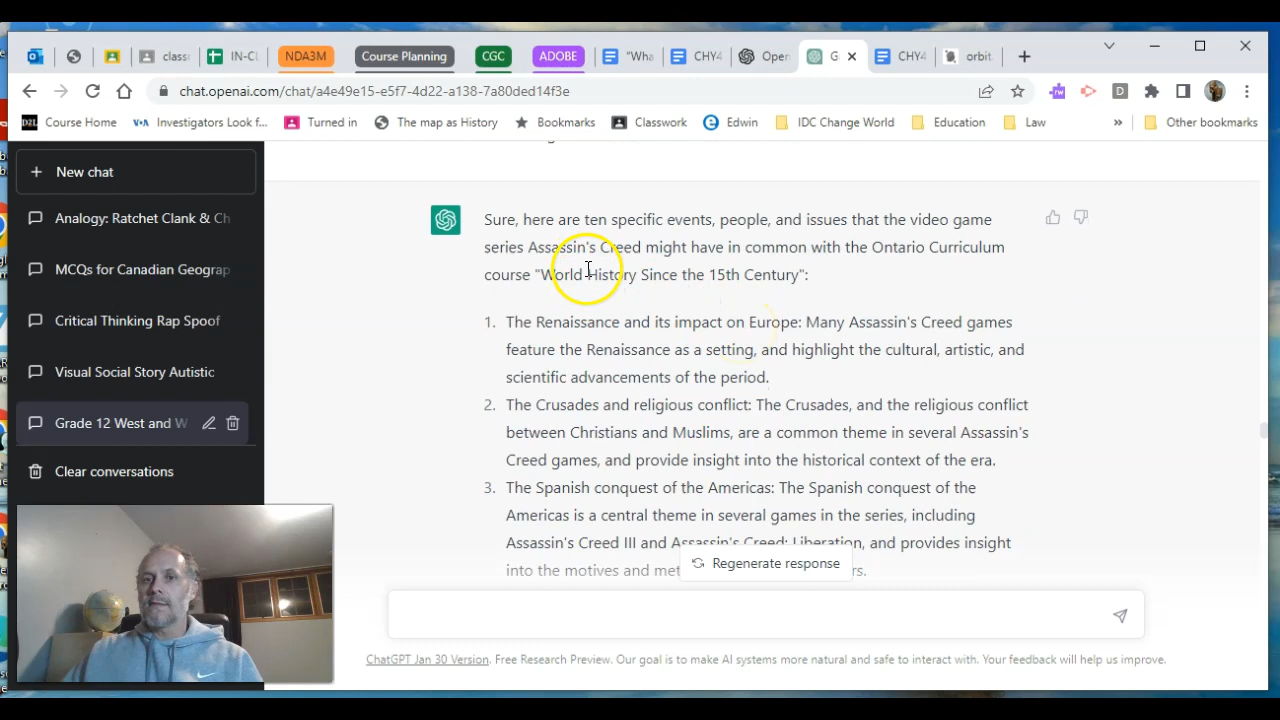 class
IN-CL
NDA3M
Course Planning
CGC
ADOBE
"Wha
CHY4
Open
G
CHY4
orbit
chat.openai.com/chat/a4e49e15-e5f7-4d22-a138-7a80ded14f3e
rw
D
D2L
Course Home
VOA
Investigators Look f...
Turned in
The map as History
Bookmarks
Classwork
Edwin
IDC Change World
Education
Law
»
Other bookmarks
+ New chat
Analogy: Ratchet Clank & Ch
MCQs for Canadian Geograp
Critical Thinking Rap Spoof
Visual Social Story Autistic
Grade 12 West and W
Clear conversations
Sure, here are ten specific events, people, and issues that the video game
series Assassin's Creed might have in common with the Ontario Curriculum
course "World History Since the 15th Century":
1. The Renaissance and its impact on Europe: Many Assassin's Creed games
feature the Renaissance as a setting, and highlight the cultural, artistic, and
scientific advancements of the period.
2. The Crusades and religious conflict: The Crusades, and the religious conflict
between Christians and Muslims, are a common theme in several Assassin's
Creed games, and provide insight into the historical context of the era.
3. The Spanish conquest of the Americas: The Spanish conquest of the
Americas is a central theme in several games in the series, including
Assassin's Creed III and Assassin's Creed: Liberation, and provides insight
into the motives and met
Regenerate response
ChatGPT Jan 30 Version. Free Research Preview. Our goal is to make AI systems more natural and safe to interact with. Your feedback will help us improve.